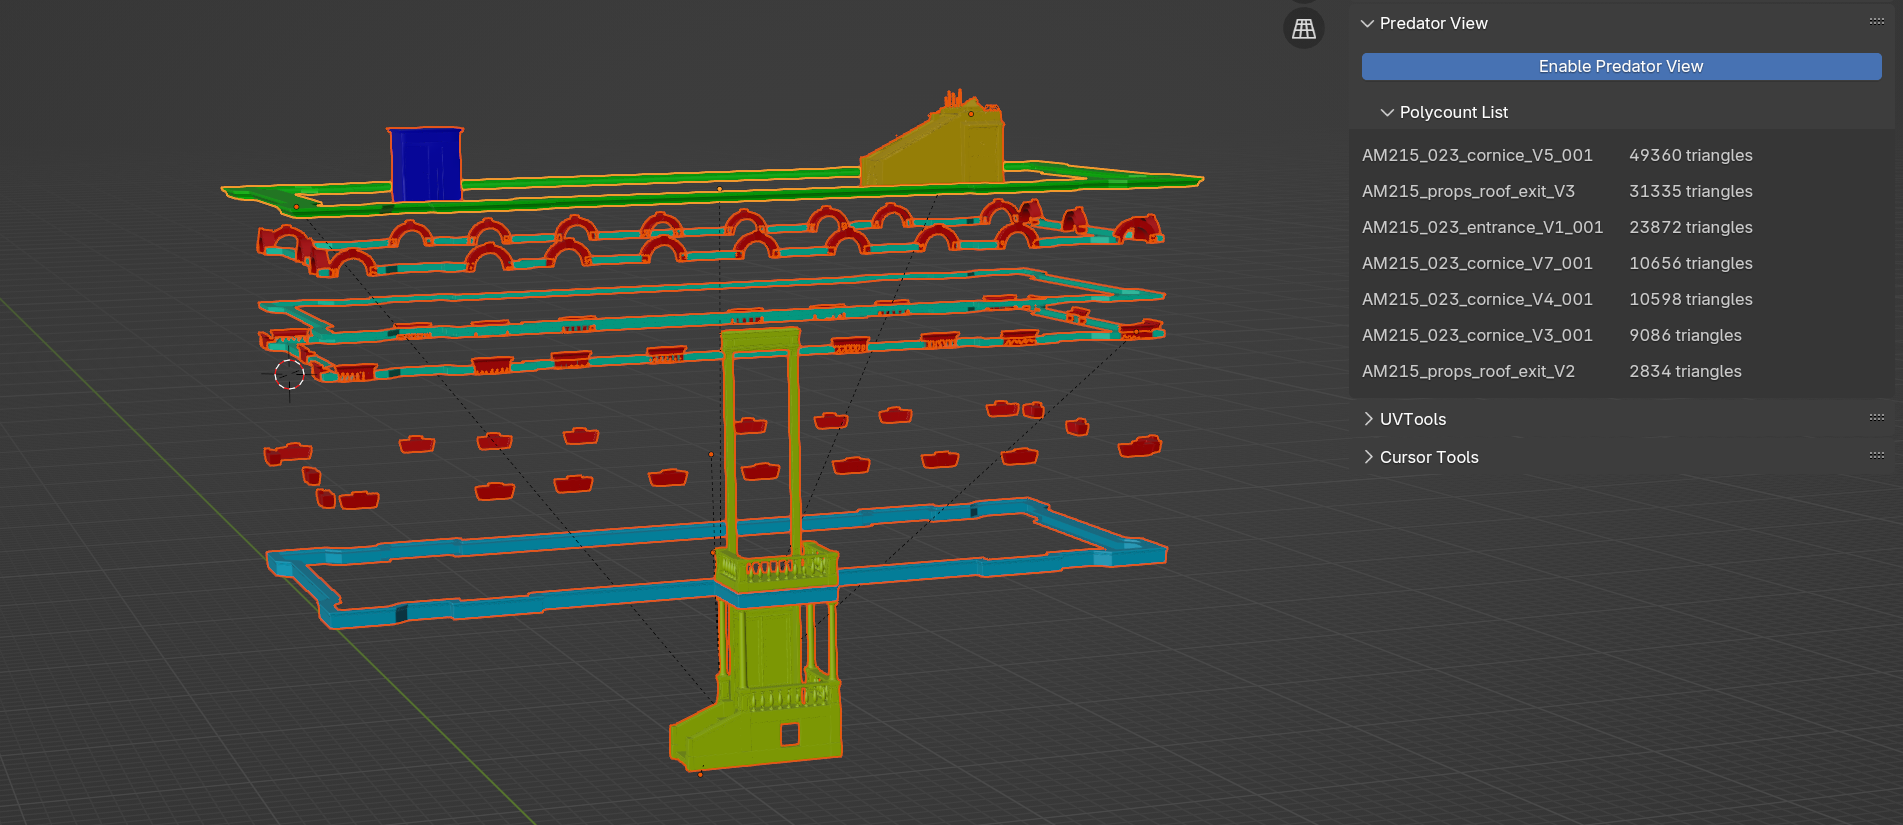 Predator View
Enable Predator View
Polycount List
AM215_023_cornice_V5_001 49360 triangles
AM215_props_roof_exit_V3 31335 triangles
AM215_023_entrance_V1_001 23872 triangles
AM215_023_cornice_V7_001 10656 triangles
AM215_023_cornice_V4_001 10598 triangles
AM215_023_cornice_V3_001 9086 triangles
AM215_props_roof_exit_V2 2834 triangles
UVTools
Cursor Tools